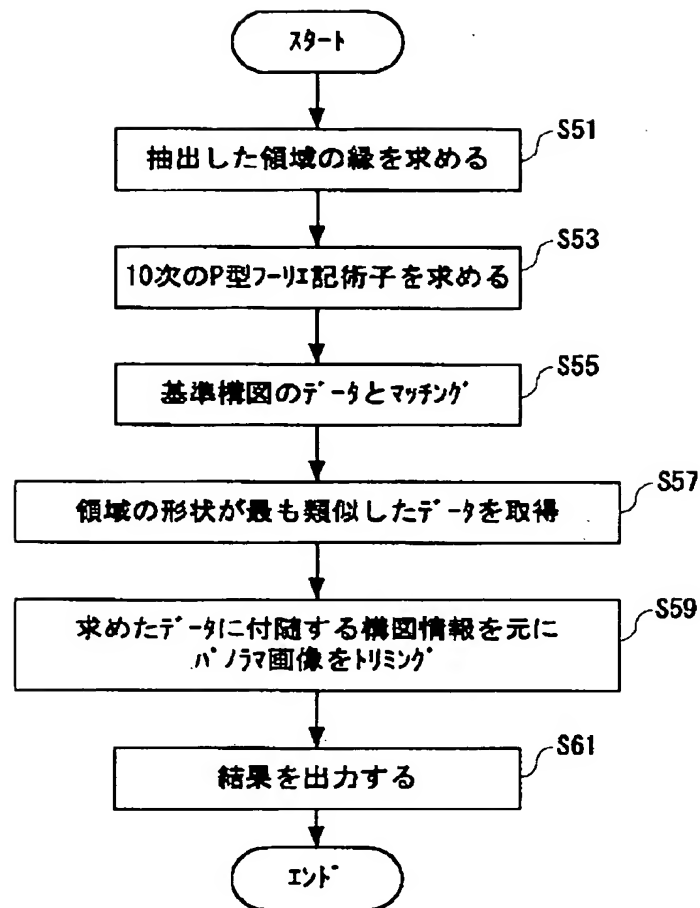 スタート
S51
抽出した領域の縁を求める
S53
10次のP型フーリエ記術子を求める
S55
基準構図のデータとマッチング
S57
領域の形状が最も類似したデータを取得
S59
求めたデータに付随する構図情報を元に
パノラマ画像をトリミング
S61
結果を出力する
エンド